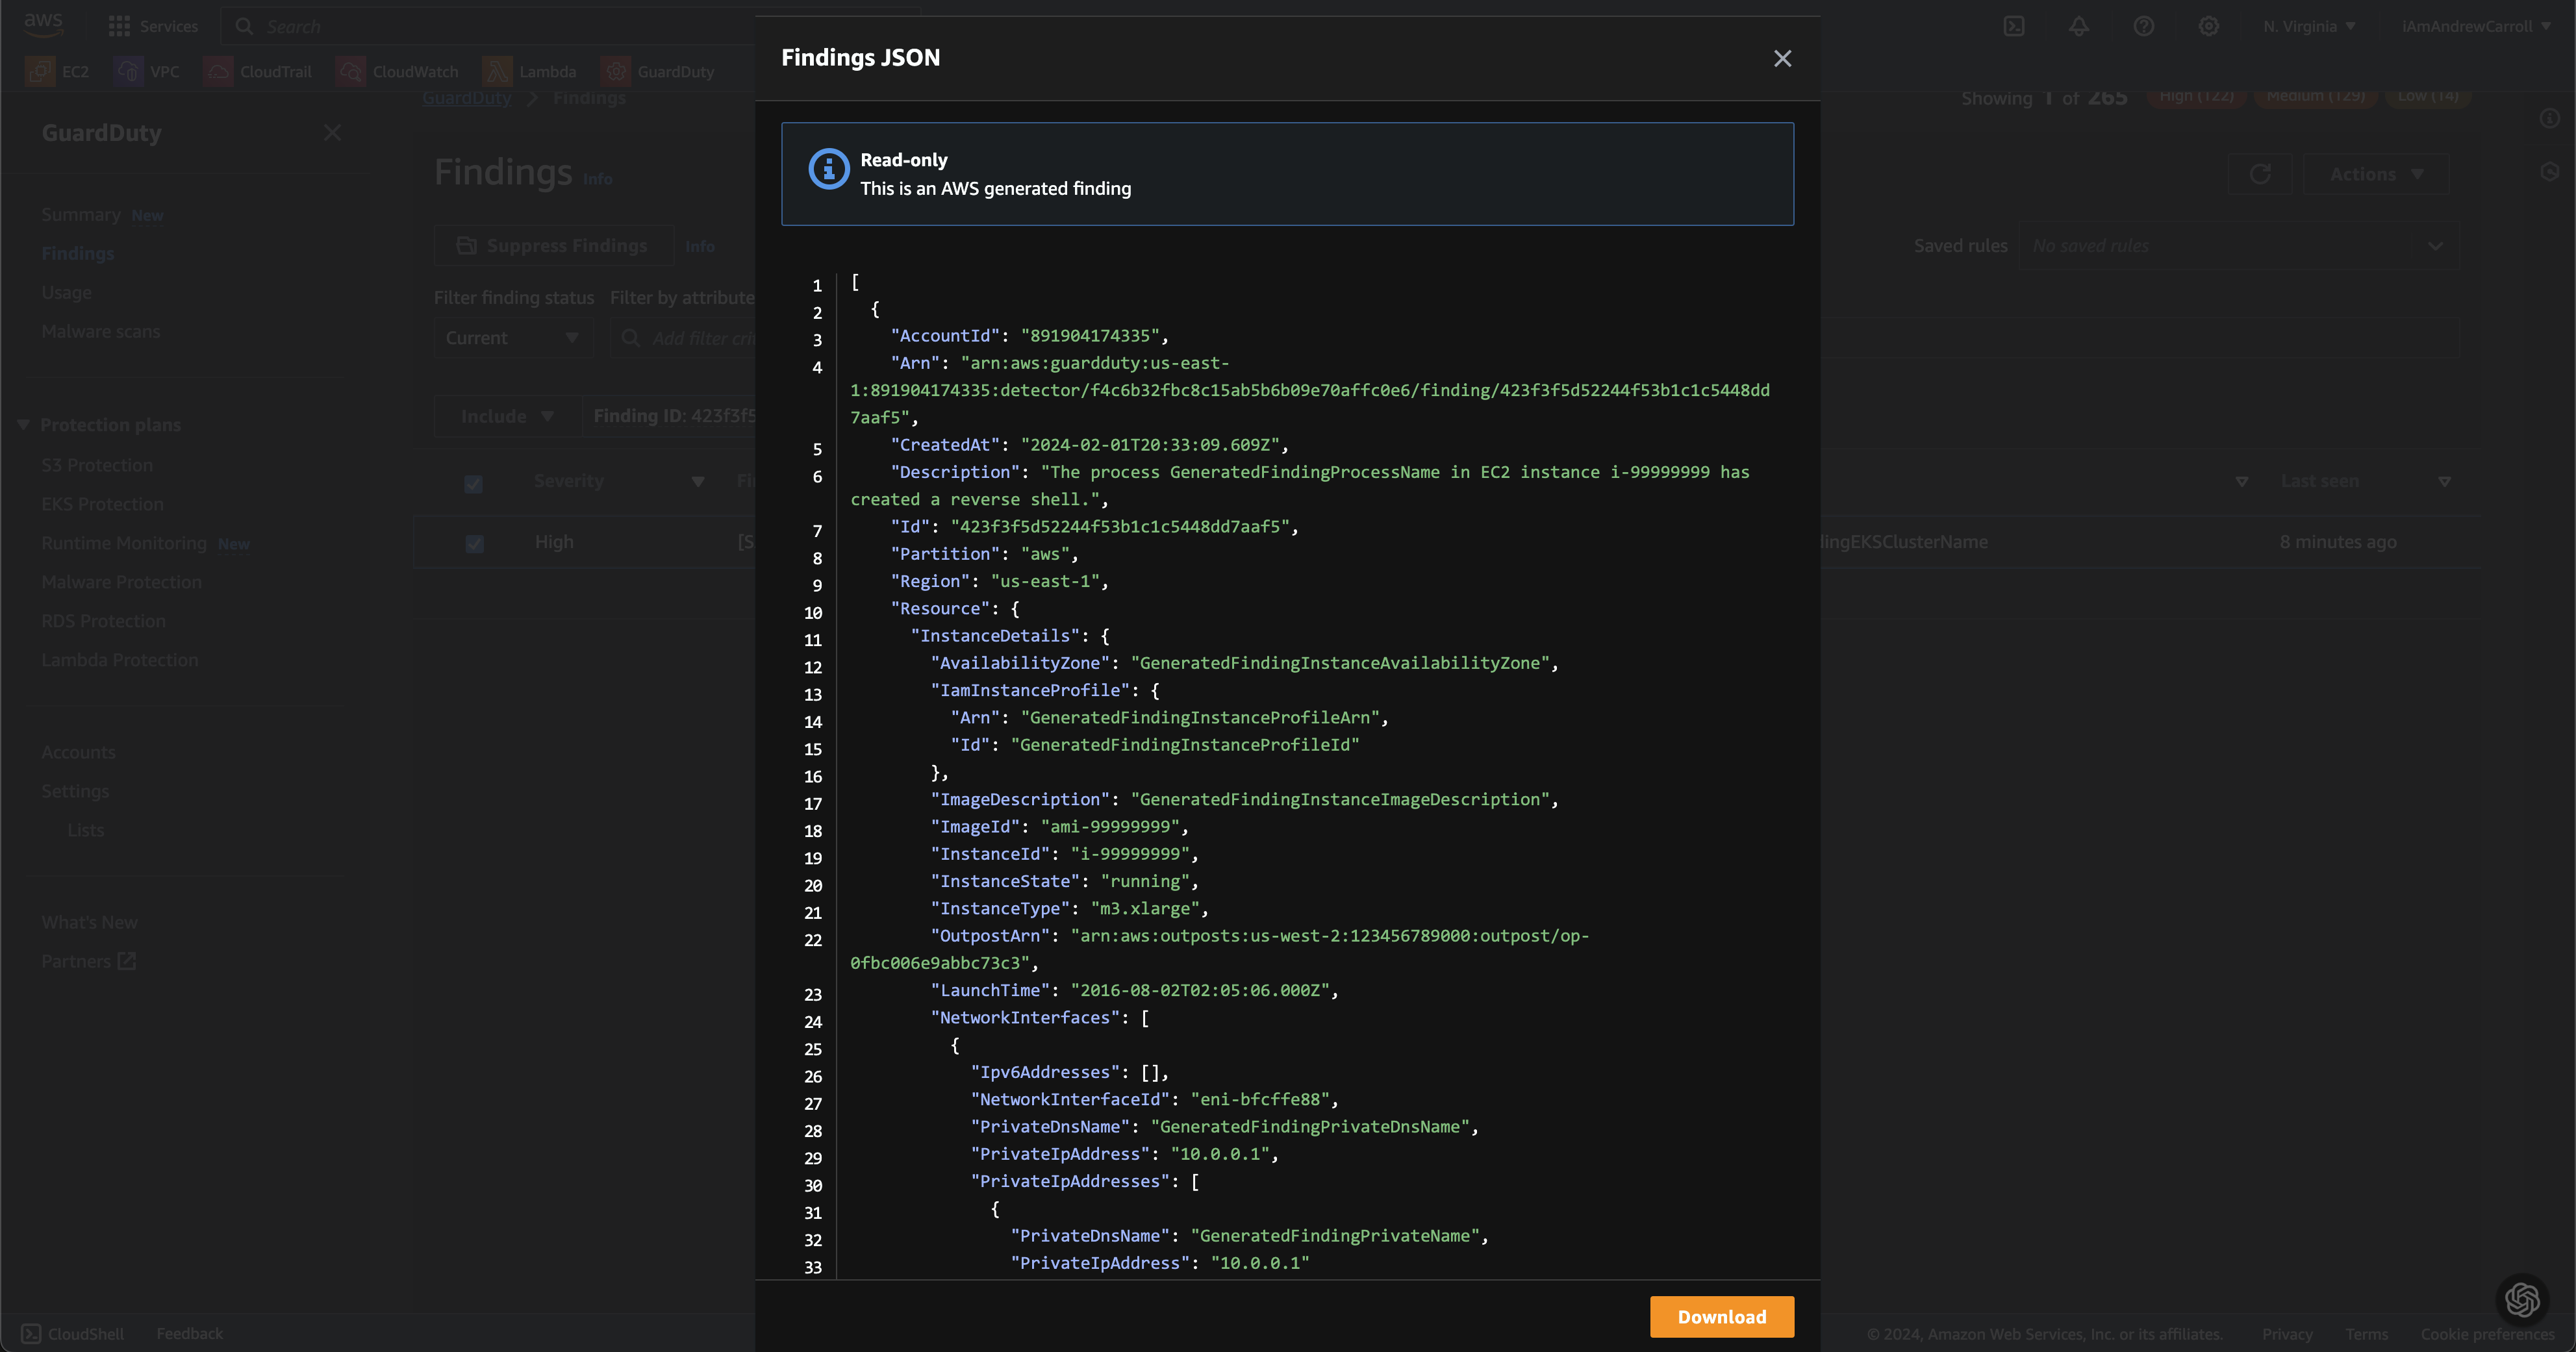 aws
Services
Search
N. Virginia
iAmAndrewCarroll
EC2
VPC
CloudTrail
CloudWatch
Lambda
GuardDuty
GuardDuty
Summary New
Findings
Usage
Malware scans
Protection plans
S3 Protection
EKS Protection
Runtime Monitoring New
Malware Protection
RDS Protection
Lambda Protection
Accounts
Settings
Lists
What's New
Partners
GuardDuty > Findings
Showing 1 of 265 High (122) Medium (129) Low (14)
Findings Info
Actions
Suppress Findings Info
Saved rules No saved rules
Filter finding status Filter by attribute
Current Add filter cri
Include Finding ID: 423f3f5
Severity Fi
Last seen
High [S
ingEKSClusterName 8 minutes ago
Findings JSON
Read-only
This is an AWS generated finding
1 [
2 {
3 "AccountId": "891904174335",
4 "Arn": "arn:aws:guardduty:us-east-
1:891904174335:detector/f4c6b32fbc8c15ab5b6b09e70affc0e6/finding/423f3f5d52244f53b1c1c5448dd
7aaf5",
5 "CreatedAt": "2024-02-01T20:33:09.609Z",
6 "Description": "The process GeneratedFindingProcessName in EC2 instance i-99999999 has
created a reverse shell.",
7 "Id": "423f3f5d52244f53b1c1c5448dd7aaf5",
8 "Partition": "aws",
9 "Region": "us-east-1",
10 "Resource": {
11 "InstanceDetails": {
12 "AvailabilityZone": "GeneratedFindingInstanceAvailabilityZone",
13 "IamInstanceProfile": {
14 "Arn": "GeneratedFindingInstanceProfileArn",
15 "Id": "GeneratedFindingInstanceProfileId"
16 },
17 "ImageDescription": "GeneratedFindingInstanceImageDescription",
18 "ImageId": "ami-99999999",
19 "InstanceId": "i-99999999",
20 "InstanceState": "running",
21 "InstanceType": "m3.xlarge",
22 "OutpostArn": "arn:aws:outposts:us-west-2:123456789000:outpost/op-
0fbc006e9abbc73c3",
23 "LaunchTime": "2016-08-02T02:05:06.000Z",
24 "NetworkInterfaces": [
25 {
26 "Ipv6Addresses": [],
27 "NetworkInterfaceId": "eni-bfcffe88",
28 "PrivateDnsName": "GeneratedFindingPrivateDnsName",
29 "PrivateIpAddress": "10.0.0.1",
30 "PrivateIpAddresses": [
31 {
32 "PrivateDnsName": "GeneratedFindingPrivateName",
33 "PrivateIpAddress": "10.0.0.1"
Download
CloudShell Feedback
© 2024, Amazon Web Services, Inc. or its affiliates. Privacy Terms Cookie preferences